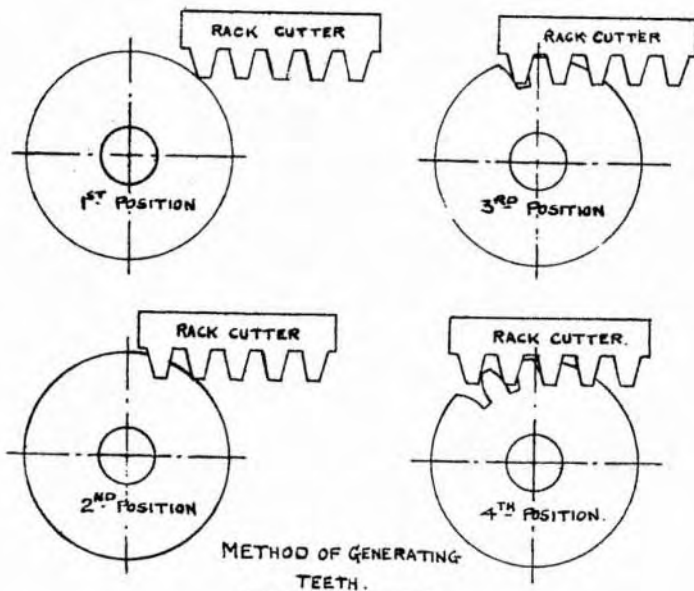 RACK CUTTER
1ST POSITION
RACK CUTTER
3RD POSITION
RACK CUTTER
2ND POSITION
RACK CUTTER.
4TH POSITION.
METHOD OF GENERATING
TEETH.